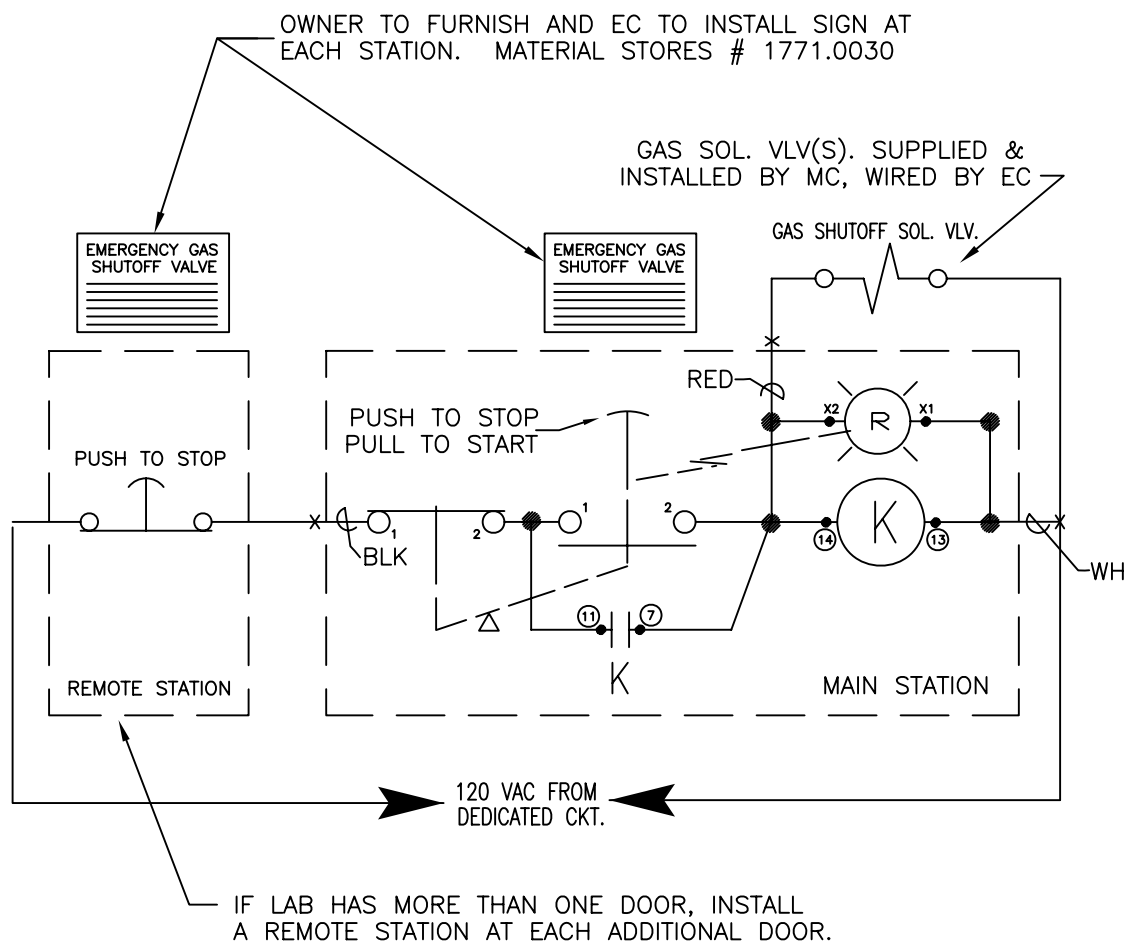 OWNER TO FURNISH AND EC TO INSTALL SIGN AT
EACH STATION. MATERIAL STORES # 1771.0030
GAS SOL. VLV(S). SUPPLIED &
INSTALLED BY MC, WIRED BY EC
GAS SHUTOFF SOL. VLV.
EMERGENCY GAS
SHUTOFF VALVE
EMERGENCY GAS
SHUTOFF VALVE
RED
X2
R
X1
PUSH TO STOP
PULL TO START
PUSH TO STOP
1
2
1
2
BLK
14
K
13
WH
11
7
K
REMOTE STATION
MAIN STATION
120 VAC FROM
DEDICATED CKT.
IF LAB HAS MORE THAN ONE DOOR, INSTALL
A REMOTE STATION AT EACH ADDITIONAL DOOR.